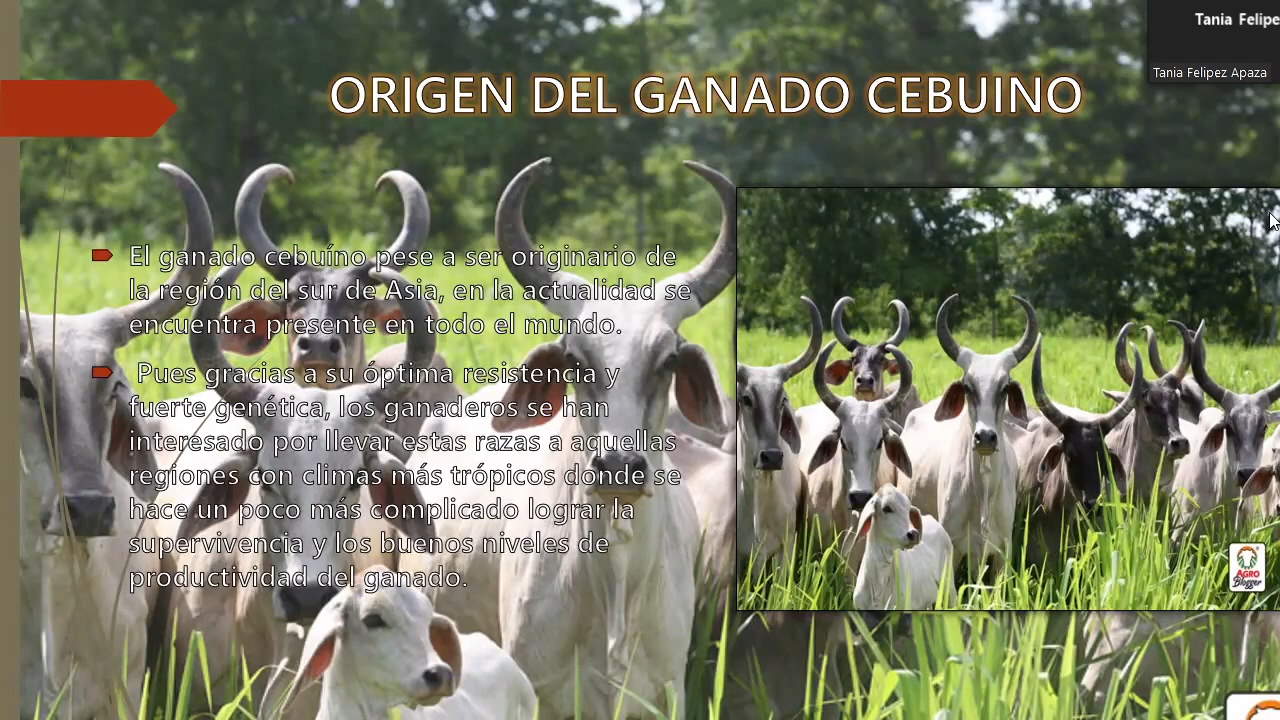 Tania Felipe
Tania Felipez Apaza
ORIGEN DEL GANADO CEBUINO
El ganado cebuíno pese a ser originario de
la región del sur de Asia, en la actualidad se
encuentra presente en todo el mundo.
Pues gracias a su óptima resistencia y
fuerte genética, los ganaderos se han
interesado por llevar estas razas a aquellas
regiones con climas más trópicos donde se
hace un poco más complicado lograr la
supervivencia y los buenos niveles de
productividad del ganado.
AGRO
Blogger